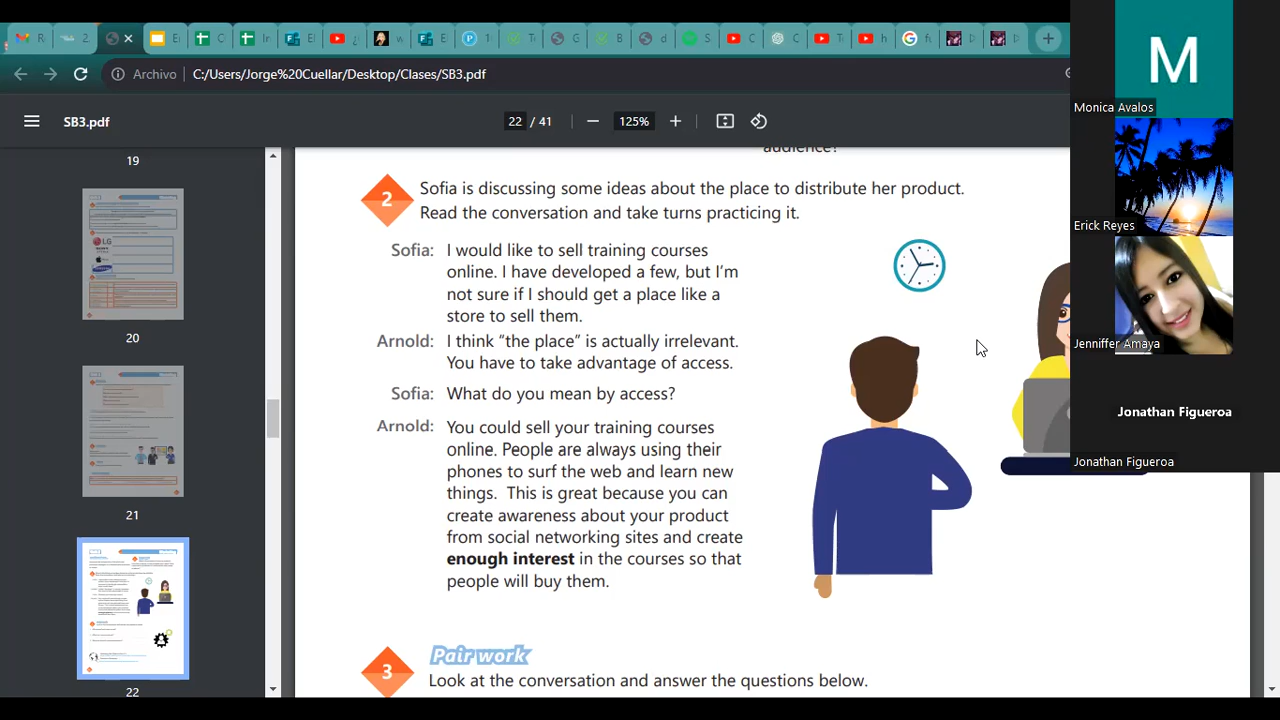 Archivo
C:/Users/Jorge%20Cuellar/Desktop/Clases/SB3.pdf
SB3.pdf
22 / 41
125%
19
20
21
22
audience?
2
Sofia is discussing some ideas about the place to distribute her product.
Read the conversation and take turns practicing it.
Sofia: I would like to sell training courses
online. I have developed a few, but I'm
not sure if I should get a place like a
store to sell them.
Arnold: I think “the place” is actually irrelevant.
You have to take advantage of access.
Sofia: What do you mean by access?
Arnold: You could sell your training courses
online. People are always using their
phones to surf the web and learn new
things. This is great because you can
create awareness about your product
from social networking sites and create
enough interest in the courses so that
people will buy them.
3
Pair work
Look at the conversation and answer the questions below.
M
Monica Avalos
Erick Reyes
Jenniffer Amaya
Jonathan Figueroa
Jonathan Figueroa